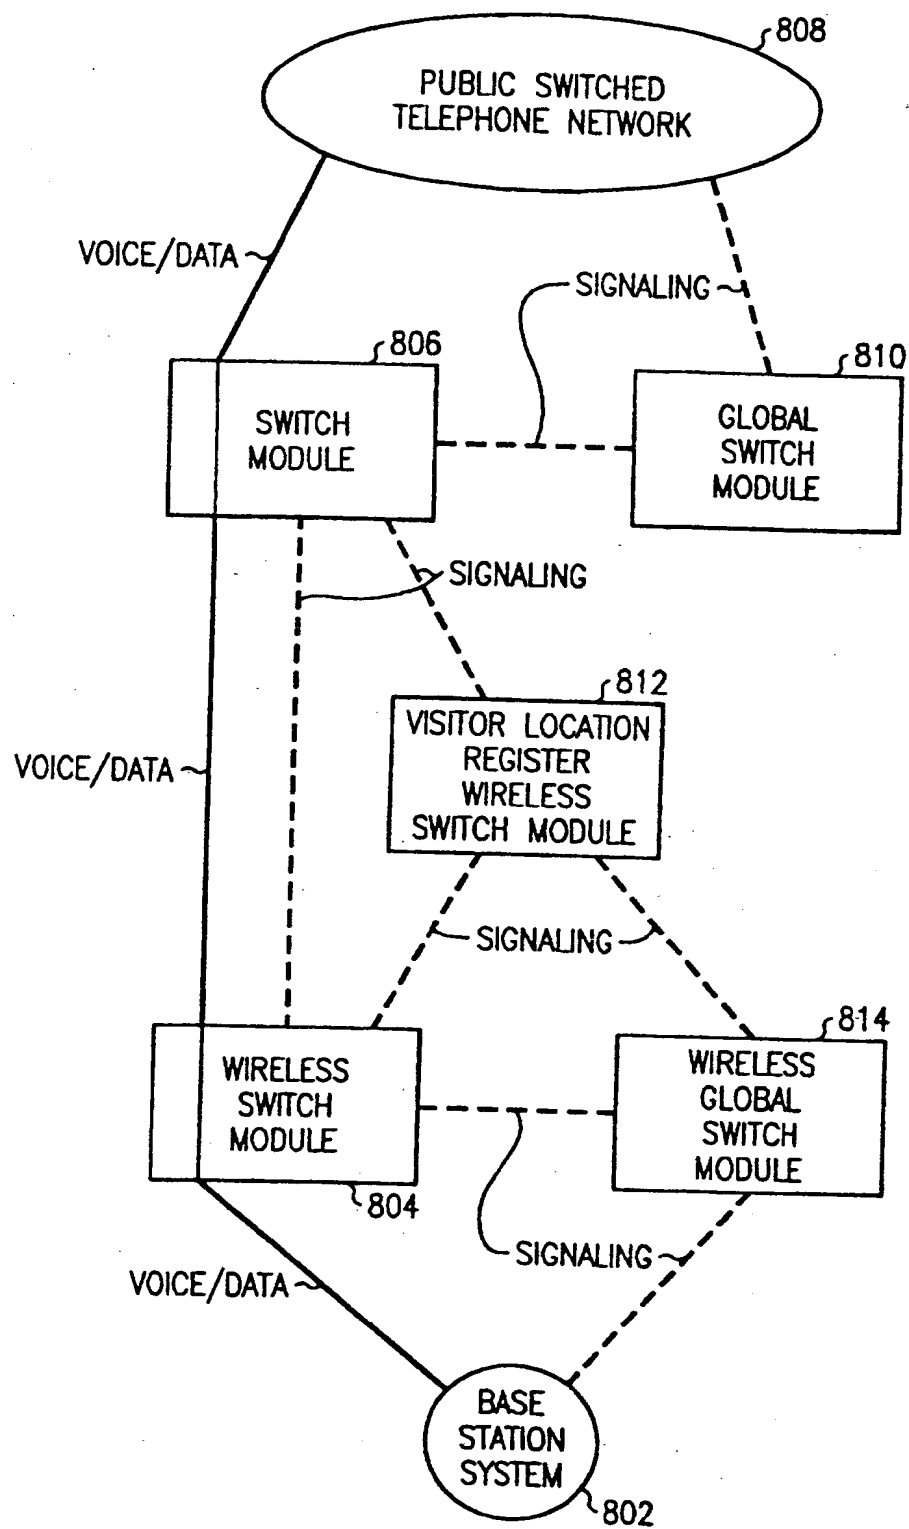 808
PUBLIC SWITCHED
TELEPHONE NETWORK
VOICE/DATA
SIGNALING
806
810
SWITCH
MODULE
GLOBAL
SWITCH
MODULE
SIGNALING
812
VISITOR LOCATION
REGISTER
WIRELESS
SWITCH MODULE
VOICE/DATA
SIGNALING
814
WIRELESS
SWITCH
MODULE
WIRELESS
GLOBAL
SWITCH
MODULE
804
SIGNALING
VOICE/DATA
BASE
STATION
SYSTEM
802